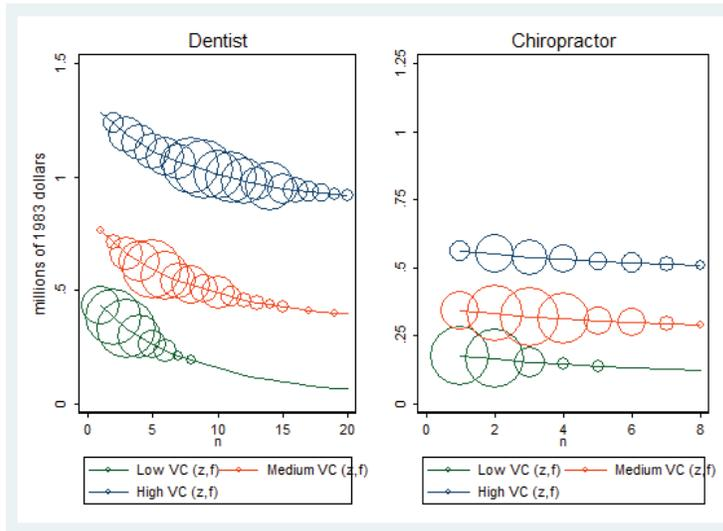 Dentist
millions of 1983 dollars
1.5
1
.5
0
0 5 10 15 20
n
Low VC (z,f) Medium VC (z,f)
High VC (z,f)
Chiropractor
1.25
1
.75
.5
.25
0
0 2 4 6 8
n
Low VC (z,f) Medium VC (z,f)
High VC (z,f)